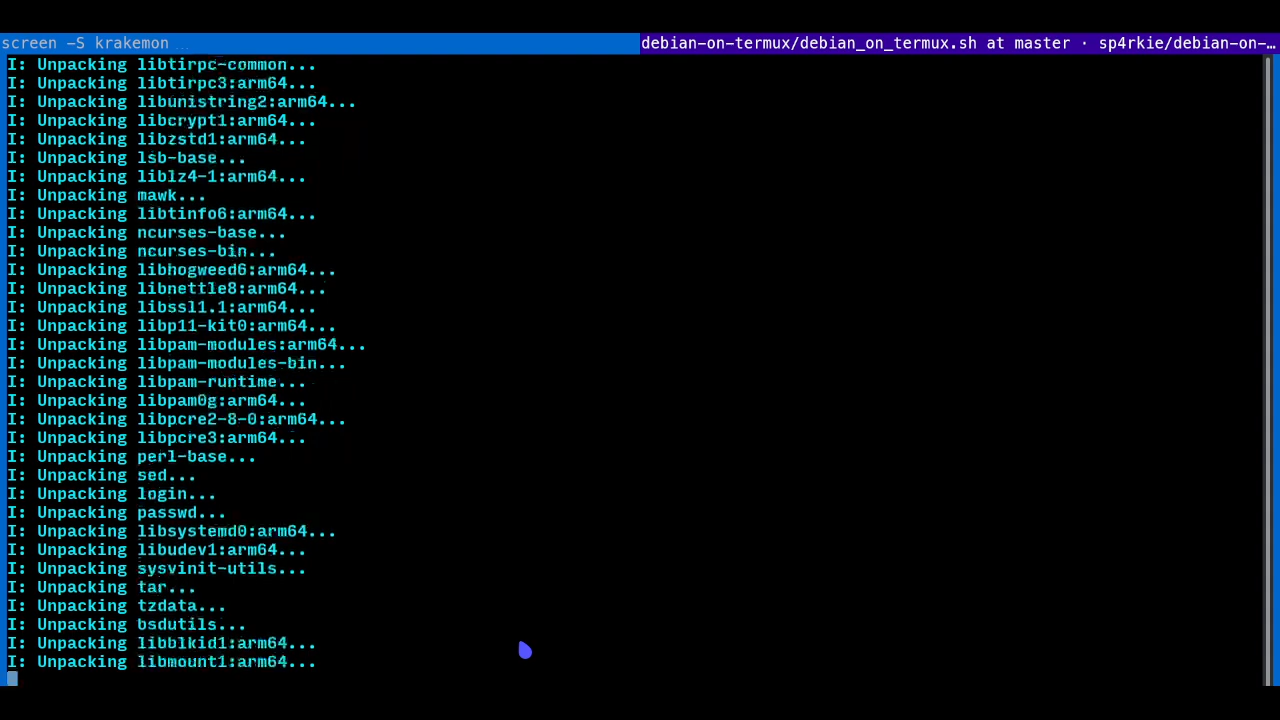 screen -S krakemon ...
debian-on-termux/debian_on_termux.sh at master · sp4rkie/debian-on-…
I: Unpacking libtirpc-common...
I: Unpacking libtirpc3:arm64...
I: Unpacking libunistring2:arm64...
I: Unpacking libcrypt1:arm64...
I: Unpacking libzstd1:arm64...
I: Unpacking lsb-base...
I: Unpacking liblz4-1:arm64...
I: Unpacking mawk...
I: Unpacking libtinfo6:arm64...
I: Unpacking ncurses-base...
I: Unpacking ncurses-bin...
I: Unpacking libhogweed6:arm64...
I: Unpacking libnettle8:arm64...
I: Unpacking libssl1.1:arm64...
I: Unpacking libp11-kit0:arm64...
I: Unpacking libpam-modules:arm64...
I: Unpacking libpam-modules-bin...
I: Unpacking libpam-runtime...
I: Unpacking libpam0g:arm64...
I: Unpacking libpcre2-8-0:arm64...
I: Unpacking libpcre3:arm64...
I: Unpacking perl-base...
I: Unpacking sed...
I: Unpacking login...
I: Unpacking passwd...
I: Unpacking libsystemd0:arm64...
I: Unpacking libudev1:arm64...
I: Unpacking sysvinit-utils...
I: Unpacking tar...
I: Unpacking tzdata...
I: Unpacking bsdutils...
I: Unpacking libblkid1:arm64...
I: Unpacking libmount1:arm64...